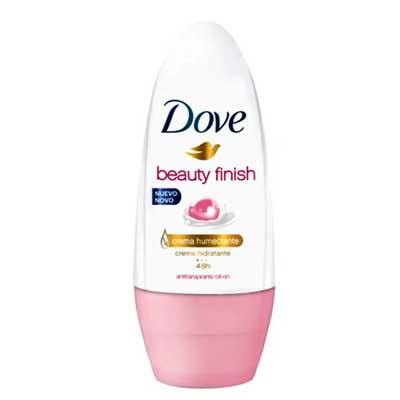 Dove
beauty finish
NUEVO
NOVO
crema humectante
creme hidratante
48h
antitranspirante roll-on